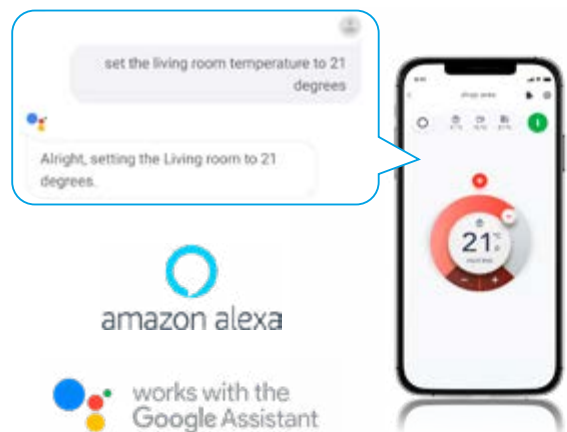 set the living room temperature to 21
degrees
Alright, setting the Living room to 21
degrees.
21
°C
amazon alexa
works with the
Google Assistant